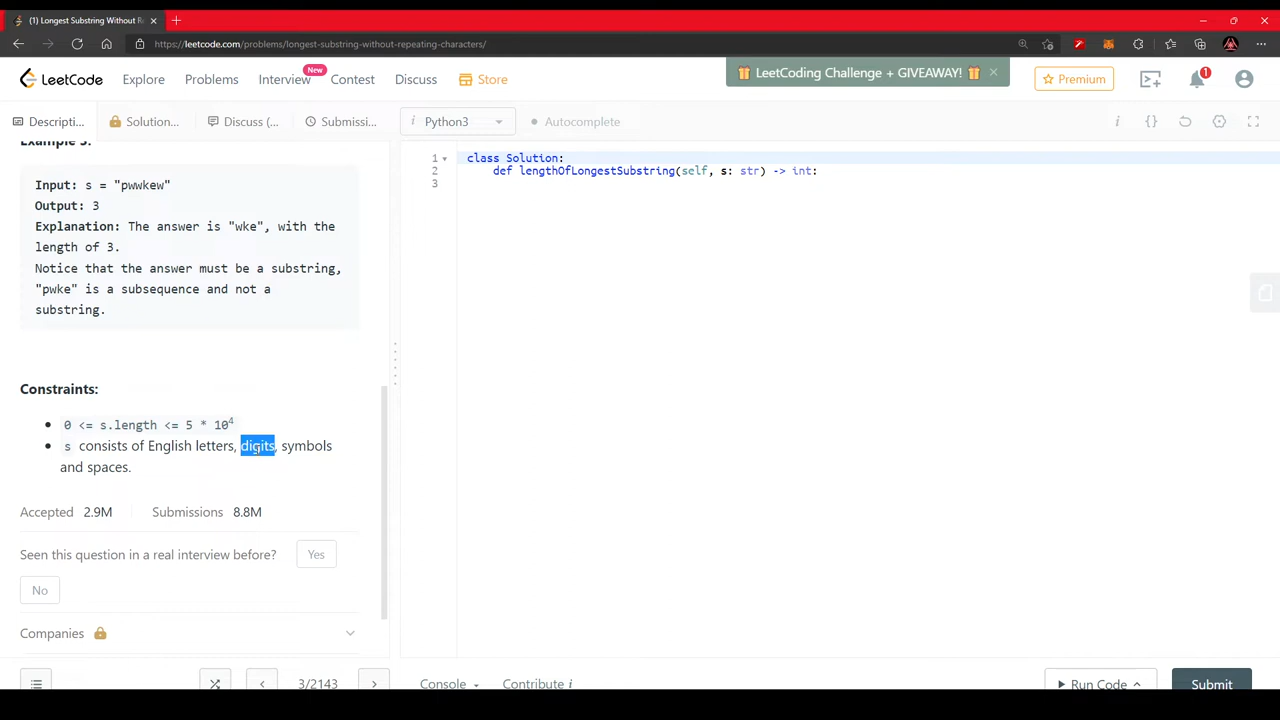 (1) Longest Substring Without Re
https://leetcode.com/problems/longest-substring-without-repeating-characters/
LeetCode Explore Problems Interview New Contest Discuss Store
LeetCoding Challenge + GIVEAWAY!
Premium
1
Descripti...
Solution...
Discuss (...
Submissi...
i Python3
Autocomplete
i {}
Example 3:
Input: s = "pwwkew"
Output: 3
Explanation: The answer is "wke", with the
length of 3.
Notice that the answer must be a substring,
"pwke" is a subsequence and not a
substring.
Constraints:
0 <= s.length <= 5 * 10^4
s consists of English letters, digits, symbols
and spaces.
Accepted 2.9M Submissions 8.8M
Seen this question in a real interview before? Yes
No
Companies
1 class Solution:
2 def lengthOfLongestSubstring(self, s: str) -> int:
3
3/2143
Console
Contribute i
Run Code
Submit